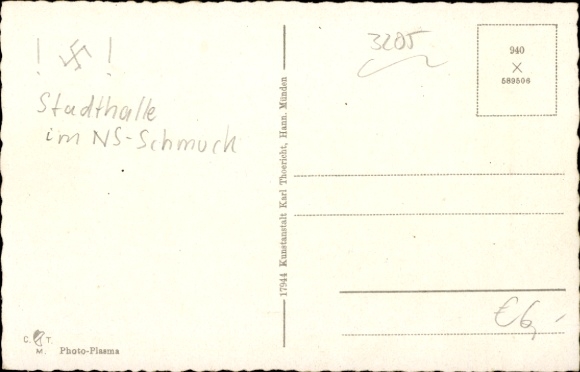 ! 卐 !
Stadthalle
im NS-Schmuck
3205
940
X
589506
17944 Kunstanstalt Karl Thoericht, Hann. Münden
€ 6,-
C. T.
M.
Photo-Plasma